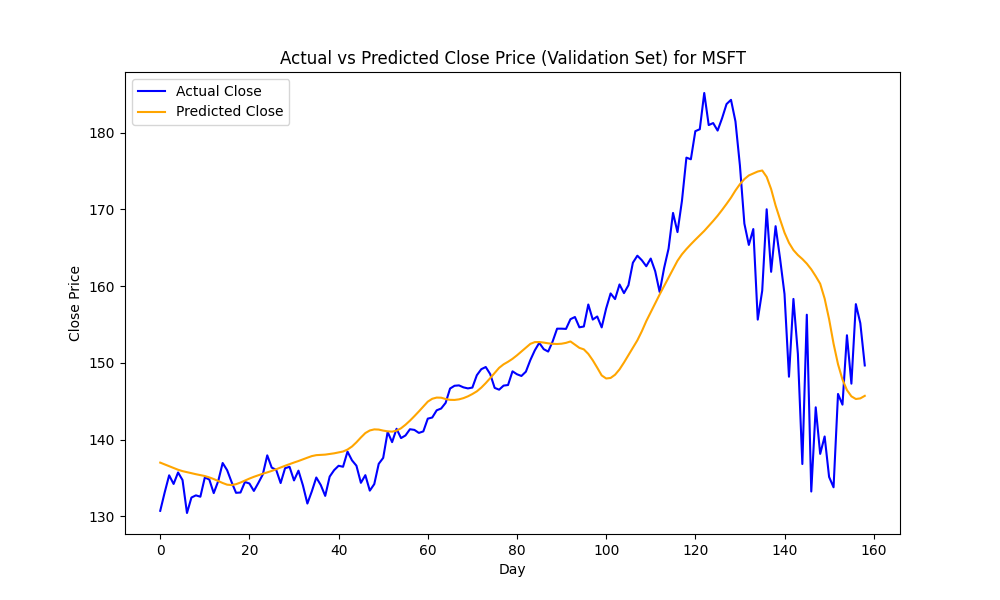 Actual vs Predicted Close Price (Validation Set) for MSFT
Actual Close
Predicted Close
Close Price
180
170
160
150
140
130
0 20 40 60 80 100 120 140 160
Day